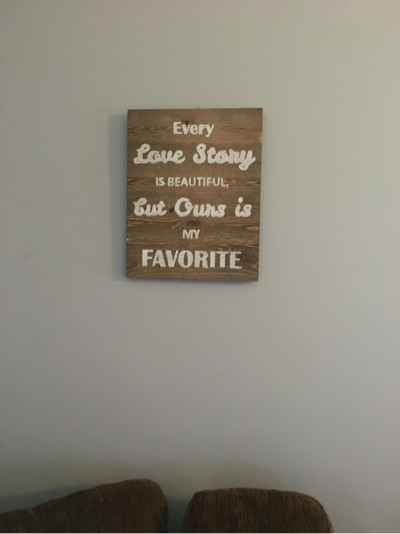 Every
Love Story
IS BEAUTIFUL,
but Ours is
MY
FAVORITE